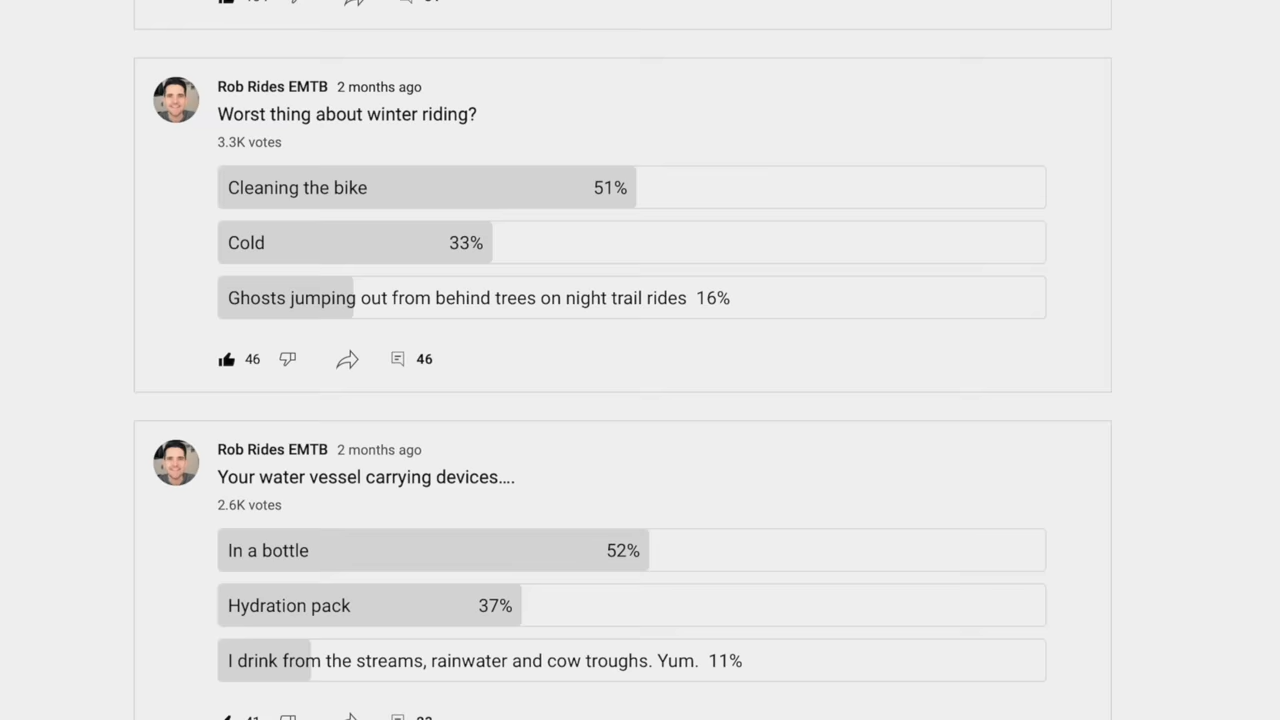 Rob Rides EMTB 2 months ago
Worst thing about winter riding?
3.3K votes
Cleaning the bike 51%
Cold 33%
Ghosts jumping out from behind trees on night trail rides 16%
46 46
Rob Rides EMTB 2 months ago
Your water vessel carrying devices....
2.6K votes
In a bottle 52%
Hydration pack 37%
I drink from the streams, rainwater and cow troughs. Yum. 11%